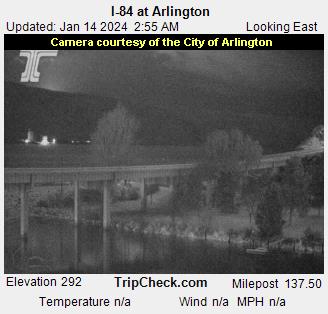 I-84 at Arlington
Updated: Jan 14 2024 2:55 AM Looking East
Camera courtesy of the City of Arlington
Elevation 292 TripCheck.com Milepost 137.50
Temperature n/a Wind n/a MPH n/a